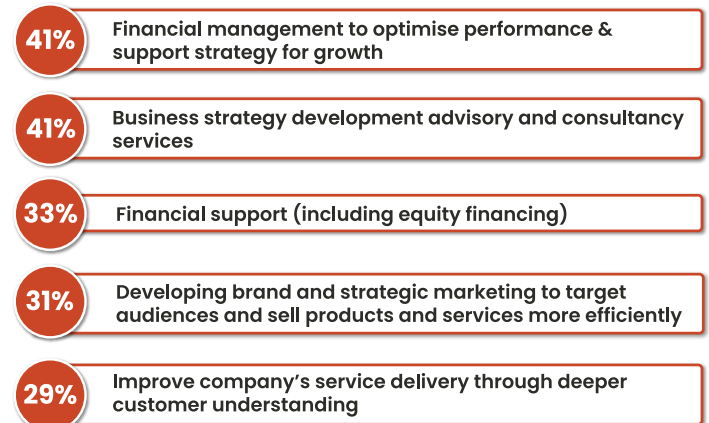 41%
Financial management to optimise performance &
support strategy for growth
41%
Business strategy development advisory and consultancy
services
33%
Financial support (including equity financing)
31%
Developing brand and strategic marketing to target
audiences and sell products and services more efficiently
29%
Improve company's service delivery through deeper
customer understanding